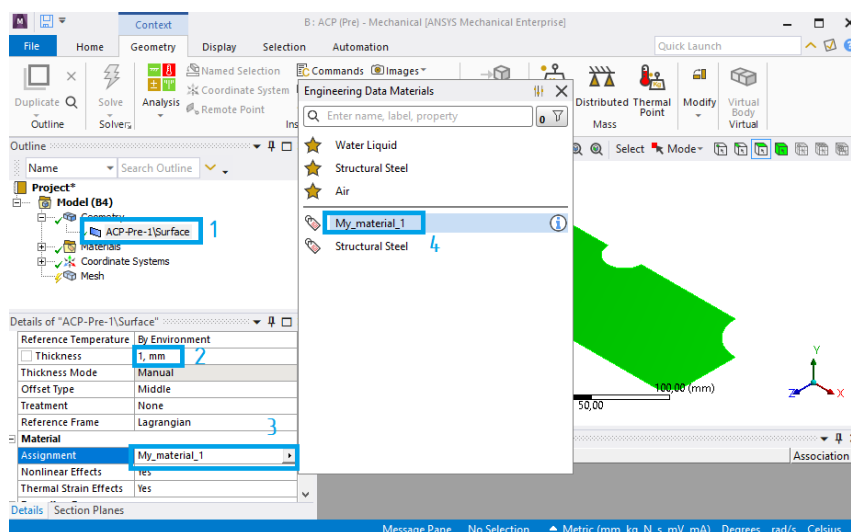 M
Context
B : ACP (Pre) - Mechanical [ANSYS Mechanical Enterprise]
File Home Geometry Display Selection Automation
Quick Launch
Duplicate
Outline
Solve
Solvers
Analysis
Named Selection
Coordinate System
Remote Point
Ins
Commands Images
Distributed Mass
Thermal Point
Modify
Virtual Body
Virtual
Engineering Data Materials
Enter name, label, property
0
Water Liquid
Structural Steel
Air
My_material_1
4
Structural Steel
Select Mode
Outline
Name Search Outline
Project*
Model (B4)
Geometry
ACP-Pre-1\Surface 1
Materials
Coordinate Systems
Mesh
Details of "ACP-Pre-1\Surface"
Reference Temperature By Environment
Thickness 1, mm 2
Thickness Mode Manual
Offset Type Middle
Treatment None
Reference Frame Lagrangian
3
Material
Assignment My_material_1
Nonlinear Effects Yes
Thermal Strain Effects Yes
Details Section Planes
100,00 (mm)
50,00
Y
Z X
Association
Message Pane No Selection Metric (mm, kg, N, s, mV, mA) Degrees rad/s Celsius